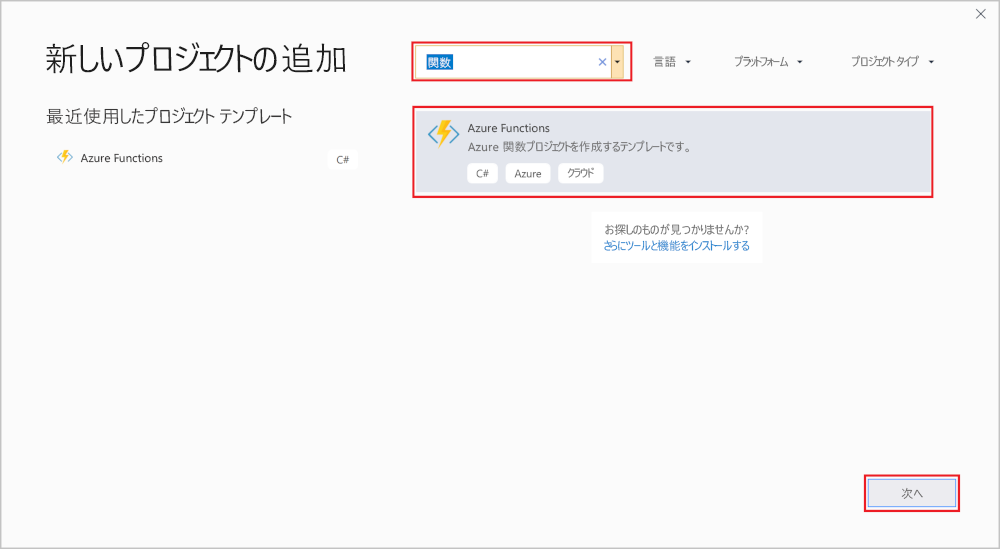 新しいプロジェクトの追加
最近使用したプロジェクト テンプレート
Azure Functions
C#
関数
言語
プラットフォーム
プロジェクト タイプ
Azure Functions
Azure 関数プロジェクトを作成するテンプレートです。
C# Azure クラウド
お探しのものが見つかりませんか?
さらにツールと機能をインストールする
次へ